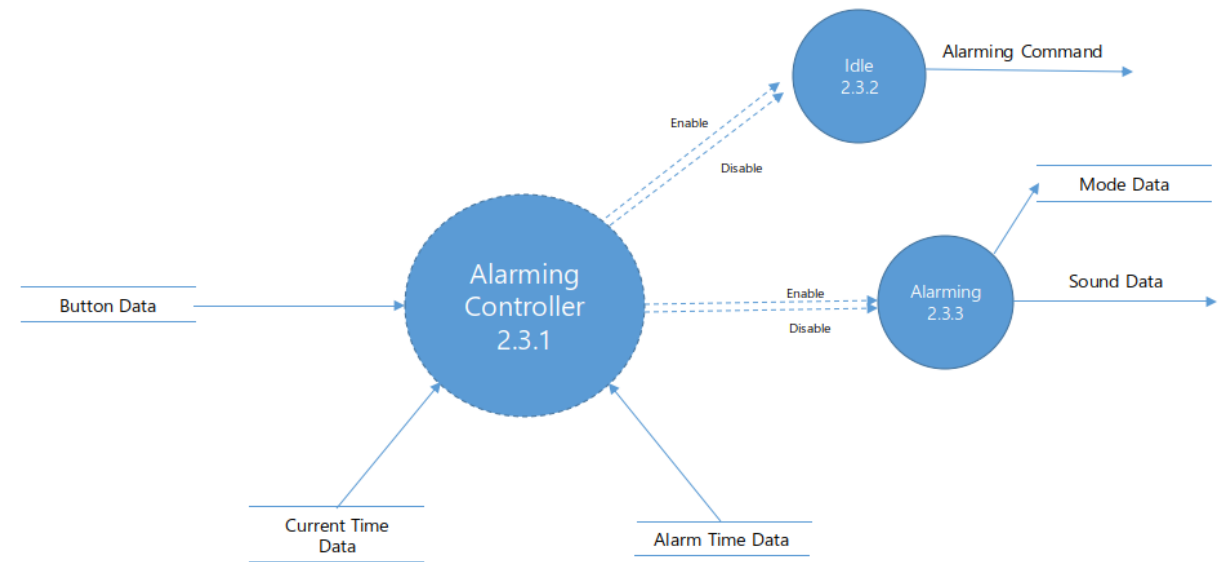 Idle
2.3.2
Alarming Command
Enable
Disable
Mode Data
Alarming
Controller
2.3.1
Button Data
Enable
Disable
Alarming
2.3.3
Sound Data
Current Time
Data
Alarm Time Data